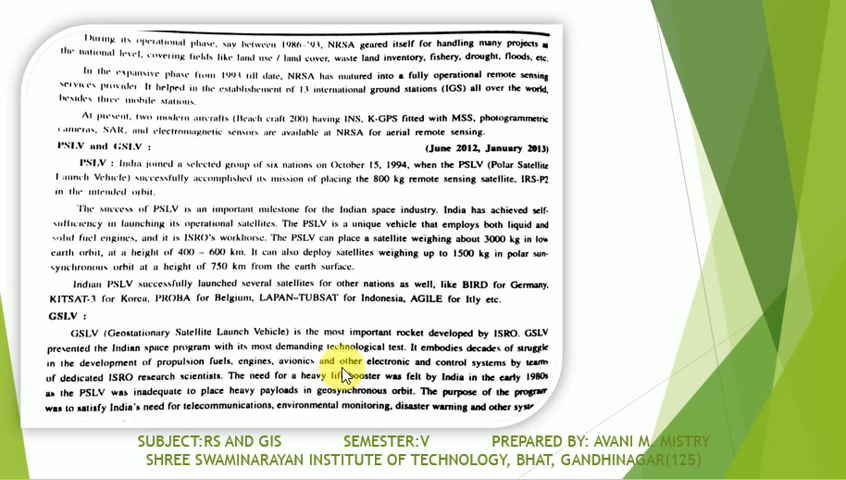 During its operational phase, say between 1986-'93, NRSA geared itself for handling many projects a
the national level, covering fields like land use / land cover, waste land inventory, fishery, drought, floods, etc.
In the expansive phase from 1993 till date, NRSA has matured into a fully operational remote sensing
services provider. It helped in the establishement of 13 international ground stations (IGS) all over the world,
besides three mobile stations.
At present, two modern aircrafts (Beach craft 200) having INS, K-GPS fitted with MSS, photogrammetric
cameras, SAR, and electromagnetic sensors are available at NRSA for aerial remote sensing.
PSLV and GSLV : (June 2012, January 2013)
PSLV : India joined a selected group of six nations on October 15, 1994, when the PSLV (Polar Satellite
Launch Vehicle) successfully accomplished its mission of placing the 800 kg remote sensing satellite, IRS-P2
in the intended orbit.
The success of PSLV is an important milestone for the Indian space industry. India has achieved self-
sufficiency in launching its operational satellites. The PSLV is a unique vehicle that employs both liquid and
solid fuel engines, and it is ISRO's workhorse. The PSLV can place a satellite weighing about 3000 kg in low
earth orbit, at a height of 400 – 600 km. It can also deploy satellites weighing up to 1500 kg in polar sun-
synchronous orbit at a height of 750 km from the earth surface.
Indian PSLV successfully launched several satellites for other nations as well, like BIRD for Germany,
KITSAT-3 for Korea, PROBA for Belgium, LAPAN-TUBSAT for Indonesia, AGILE for Itly etc.
GSLV :
GSLV (Geostationary Satellite Launch Vehicle) is the most important rocket developed by ISRO. GSLV
presented the Indian space program with its most demanding technological test. It embodies decades of struggle
in the development of propulsion fuels, engines, avionics and other electronic and control systems by teams
of dedicated ISRO research scientists. The need for a heavy lift booster was felt by India in the early 1980s
as the PSLV was inadequate to place heavy payloads in geosynchronous orbit. The purpose of the program
was to satisfy India's need for telecommunications, environmental monitoring, disaster warning and other syst
SUBJECT:RS AND GIS SEMESTER:V PREPARED BY: AVANI M. MISTRY
SHREE SWAMINARAYAN INSTITUTE OF TECHNOLOGY, BHAT, GANDHINAGAR(125)